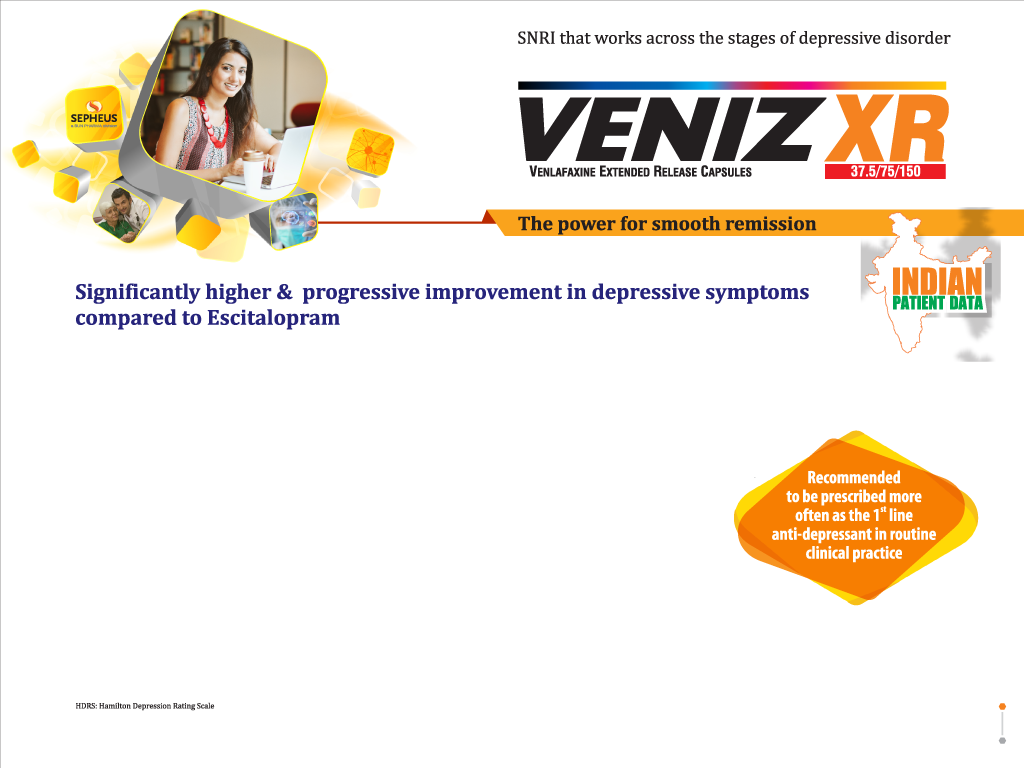 SNRI that works across the stages of depressive disorder
SEPHEUS
VENIZ XR
VENLAFAXINE EXTENDED RELEASE CAPSULES
37.5/75/150
The power for smooth remission
INDIAN
PATIENT DATA
Significantly higher & progressive improvement in depressive symptoms
compared to Escitalopram
Recommended
to be prescribed more
often as the 1st line
anti-depressant in routine
clinical practice
HDRS: Hamilton Depression Rating Scale